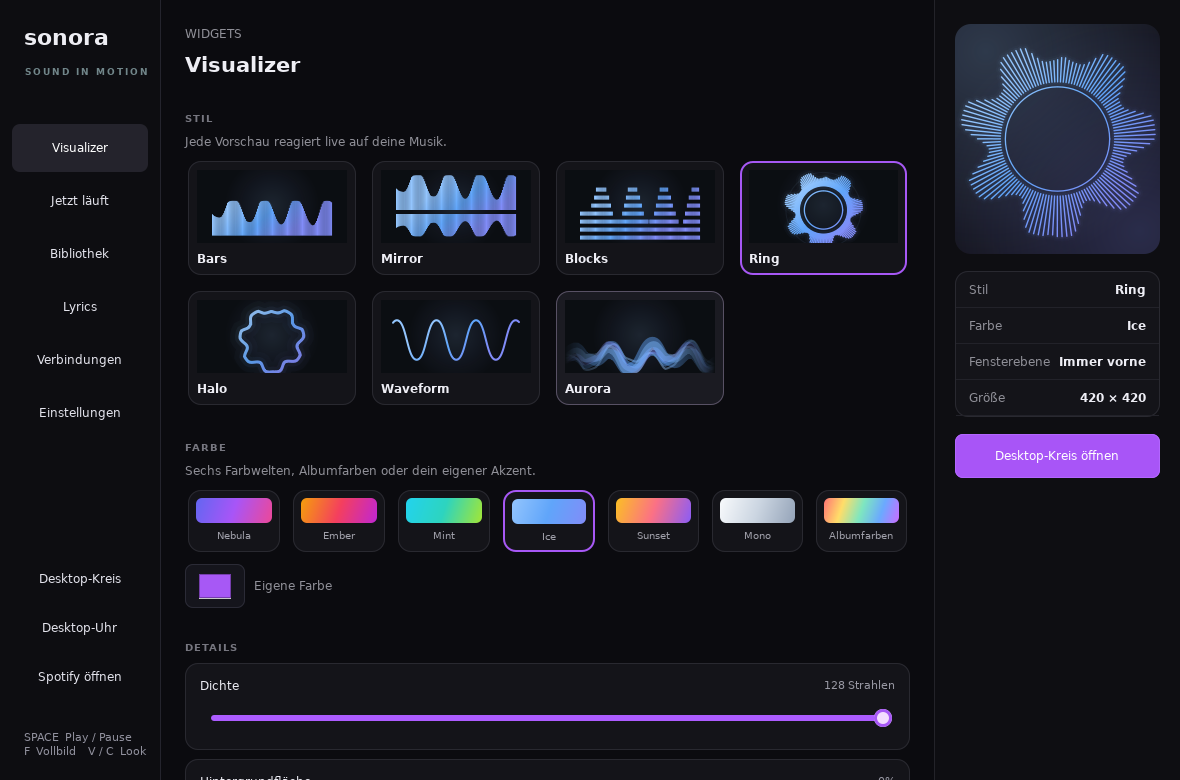 sonora
SOUND IN MOTION
Visualizer
Jetzt läuft
Bibliothek
Lyrics
Verbindungen
Einstellungen
Desktop-Kreis
Desktop-Uhr
Spotify öffnen
SPACE Play / Pause
F Vollbild V / C Look
WIDGETS
Visualizer
STIL
Jede Vorschau reagiert live auf deine Musik.
Bars
Mirror
Blocks
Ring
Halo
Waveform
Aurora
FARBE
Sechs Farbwelten, Albumfarben oder dein eigener Akzent.
Nebula
Ember
Mint
Ice
Sunset
Mono
Albumfarben
Eigene Farbe
DETAILS
Dichte 128 Strahlen
Hintergrundfläche 0%
Stil Ring
Farbe Ice
Fensterebene Immer vorne
Größe 420 × 420
Desktop-Kreis öffnen